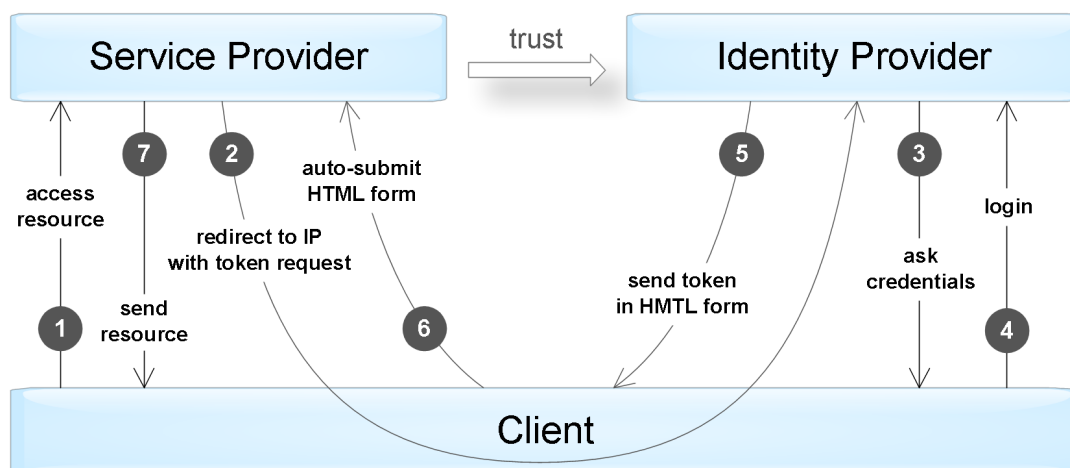 Service Provider
trust
Identity Provider
7
2
5
3
auto-submit
HTML form
access
resource
login
redirect to IP
with token request
ask
credentials
send token
in HMTL form
send
resource
1
6
4
Client